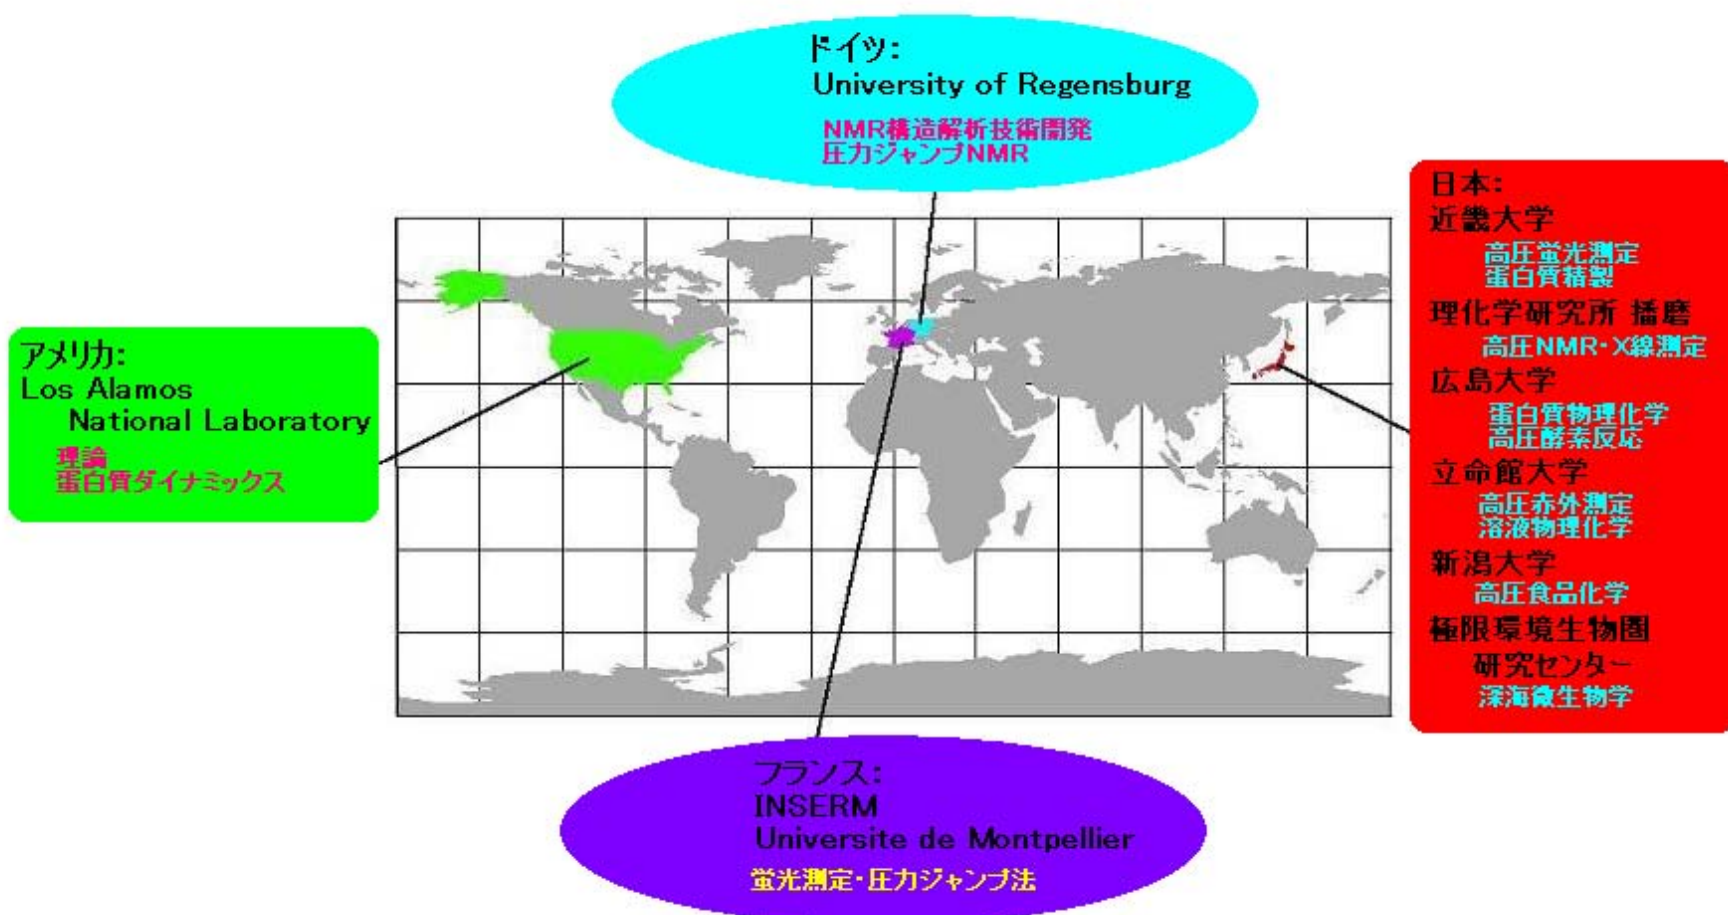 ドイツ:
University of Regensburg
NMR構造解析技術開発
圧力ジャンプNMR
アメリカ:
Los Alamos
National Laboratory
理論
蛋白質ダイナミックス
日本:
近畿大学
高圧蛍光測定
蛋白質精製
理化学研究所 播磨
高圧NMR・X線測定
広島大学
蛋白質物理化学
高圧酵素反応
立命館大学
高圧赤外測定
溶液物理化学
新潟大学
高圧食品化学
極限環境生物圏
研究センター
深海微生物学
フランス:
INSERM
Universite de Montpellier
蛍光測定・圧力ジャンプ法